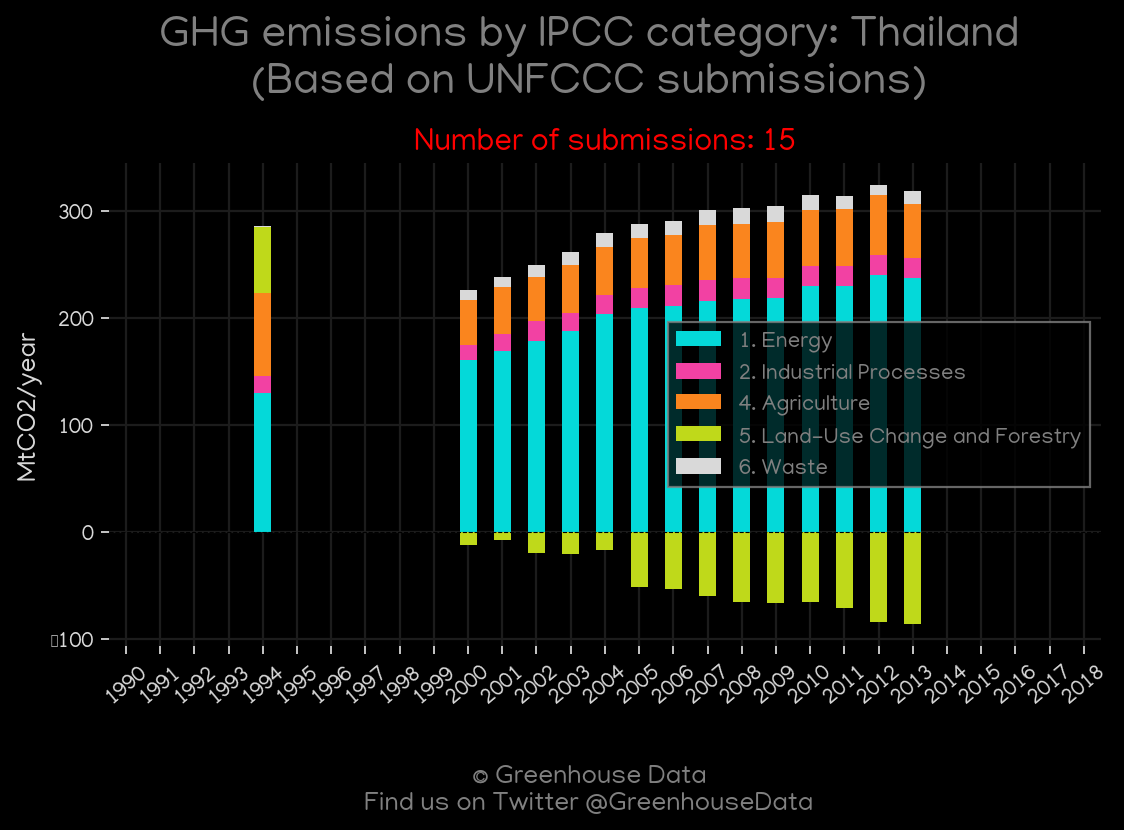 GHG emissions by IPCC category: Thailand
(Based on UNFCCC submissions)
Number of submissions: 15
MtCO2/year
300
200
100
0
▯100
1. Energy
2. Industrial Processes
4. Agriculture
5. Land-Use Change and Forestry
6. Waste
1990 1991 1992 1993 1994 1995 1996 1997 1998 1999 2000 2001 2002 2003 2004 2005 2006 2007 2008 2009 2010 2011 2012 2013 2014 2015 2016 2017 2018
© Greenhouse Data
Find us on Twitter @GreenhouseData